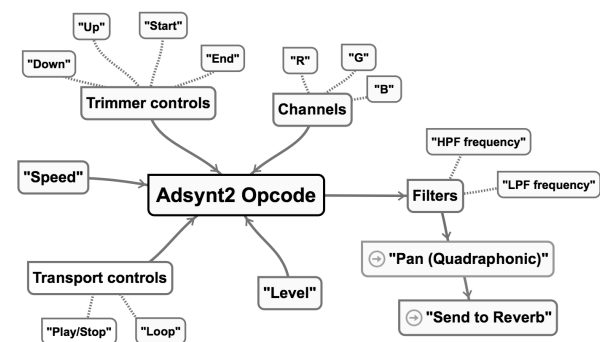 "Up"
"Start"
"Down"
"End"
Trimmer controls
"R"
"G"
"B"
Channels
"HPF frequency"
"LPF frequency"
"Speed"
Adsynt2 Opcode
Filters
Transport controls
"Play/Stop"
"Loop"
"Level"
"Pan (Quadraphonic)"
"Send to Reverb"